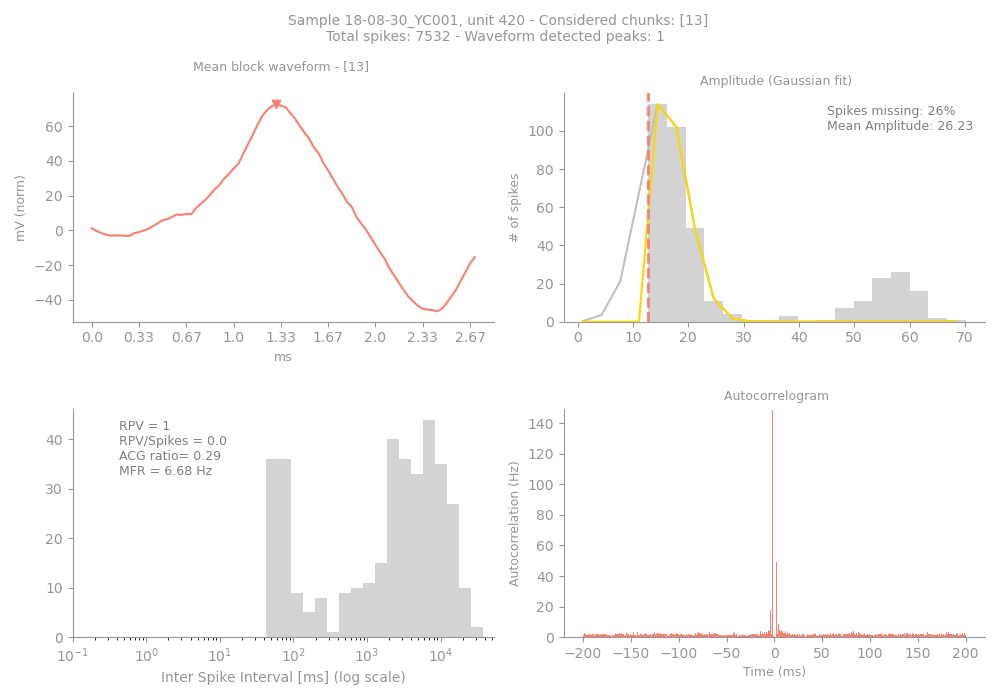 Sample 18-08-30_YC001, unit 420 - Considered chunks: [13]
Total spikes: 7532 - Waveform detected peaks: 1
Mean block waveform - [13]
mV (norm)
60
40
20
0
−20
−40
0.0 0.33 0.67 1.0 1.33 1.67 2.0 2.33 2.67
ms
Amplitude (Gaussian fit)
Spikes missing: 26%
Mean Amplitude: 26.23
# of spikes
100
80
60
40
20
0
0 10 20 30 40 50 60 70
RPV = 1
RPV/Spikes = 0.0
ACG ratio= 0.29
MFR = 6.68 Hz
40
30
20
10
0
10⁻¹ 10⁰ 10¹ 10² 10³ 10⁴
Inter Spike Interval [ms] (log scale)
Autocorrelogram
Autocorrelation (Hz)
140
120
100
80
60
40
20
0
−200 −150 −100 −50 0 50 100 150 200
Time (ms)